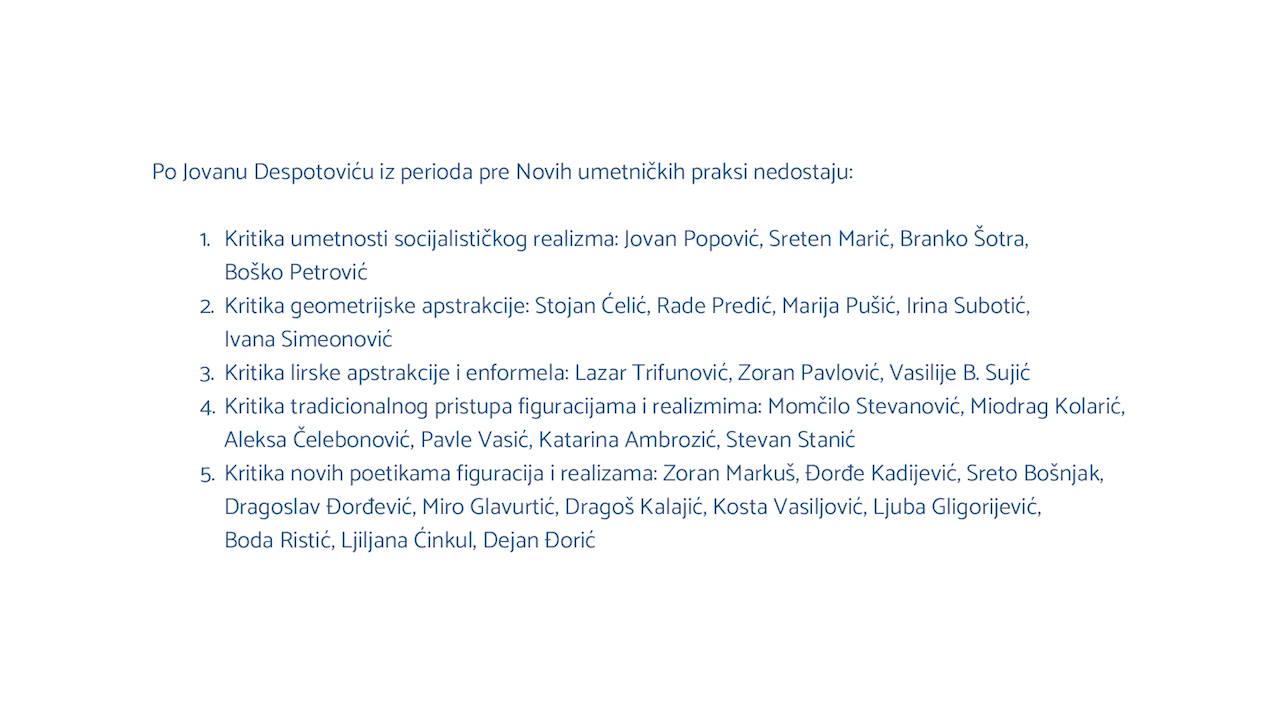 Po Jovanu Despotoviću iz perioda pre Novih umetničkih praksi nedostaju:
1. Kritika umetnosti socijalističkog realizma: Jovan Popović, Sreten Marić, Branko Šotra,
Boško Petrović
2. Kritika geometrijske apstrakcije: Stojan Ćelić, Rade Predić, Marija Pušić, Irina Subotić,
Ivana Simeonović
3. Kritika lirske apstrakcije i enformela: Lazar Trifunović, Zoran Pavlović, Vasilije B. Sujić
4. Kritika tradicionalnog pristupa figuracijama i realizmima: Momčilo Stevanović, Miodrag Kolarić,
Aleksa Čelebonović, Pavle Vasić, Katarina Ambrozić, Stevan Stanić
5. Kritika novih poetikama figuracija i realizama: Zoran Markuš, Đorđe Kadijević, Sreto Bošnjak,
Dragoslav Đorđević, Miro Glavurtić, Dragoš Kalajić, Kosta Vasiljović, Ljuba Gligorijević,
Boda Ristić, Ljiljana Ćinkul, Dejan Đorić